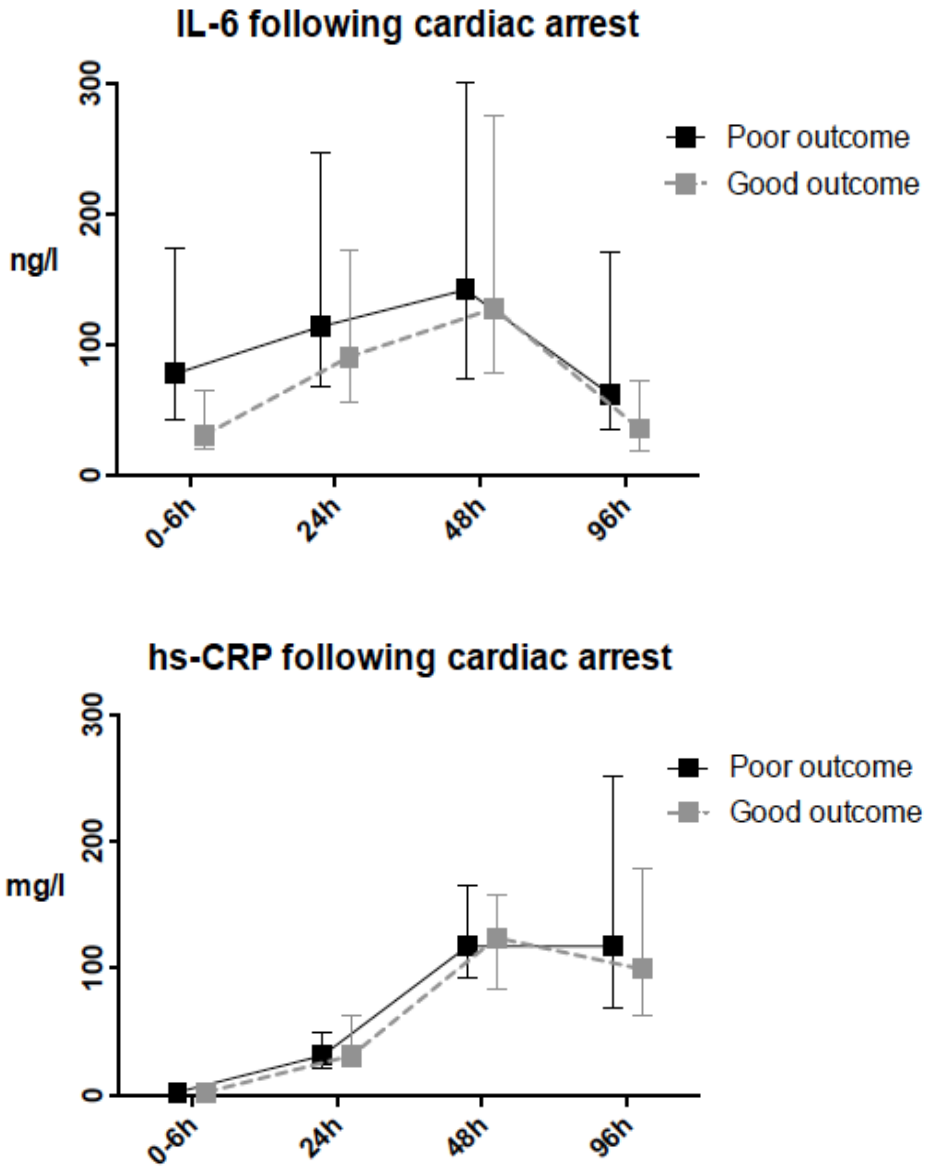 IL-6 following cardiac arrest
300
200
100
0
ng/l
Poor outcome
Good outcome
0-6h
24h
48h
96h
hs-CRP following cardiac arrest
300
200
100
0
mg/l
Poor outcome
Good outcome
0-6h
24h
48h
96h